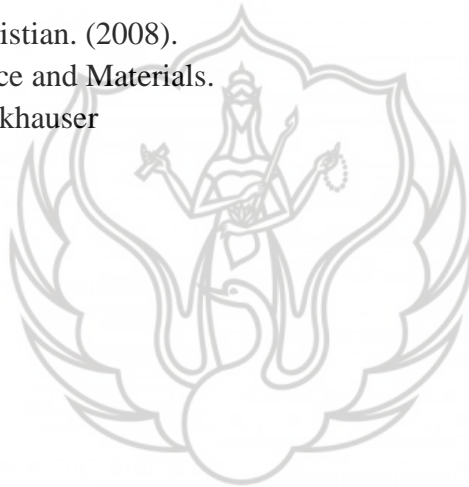 istian. (2008).
ce and Materials.
khauser